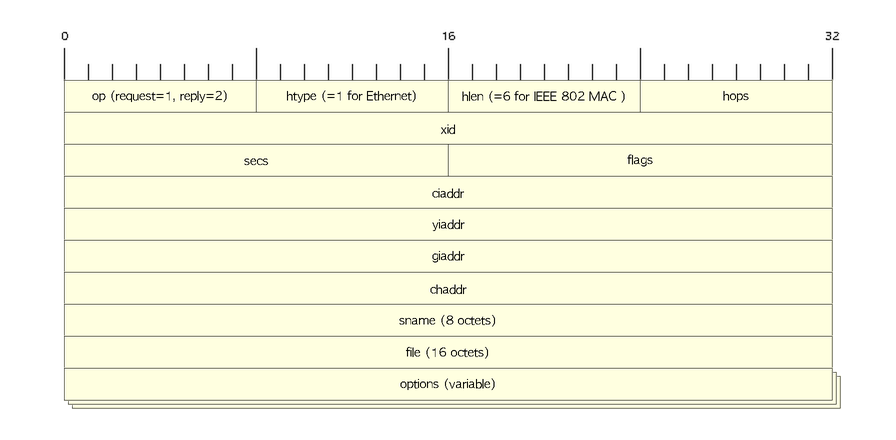 0 16 32
op (request=1, reply=2) htype (=1 for Ethernet) hlen (=6 for IEEE 802 MAC ) hops
xid
secs flags
ciaddr
yiaddr
giaddr
chaddr
sname (8 octets)
file (16 octets)
options (variable)